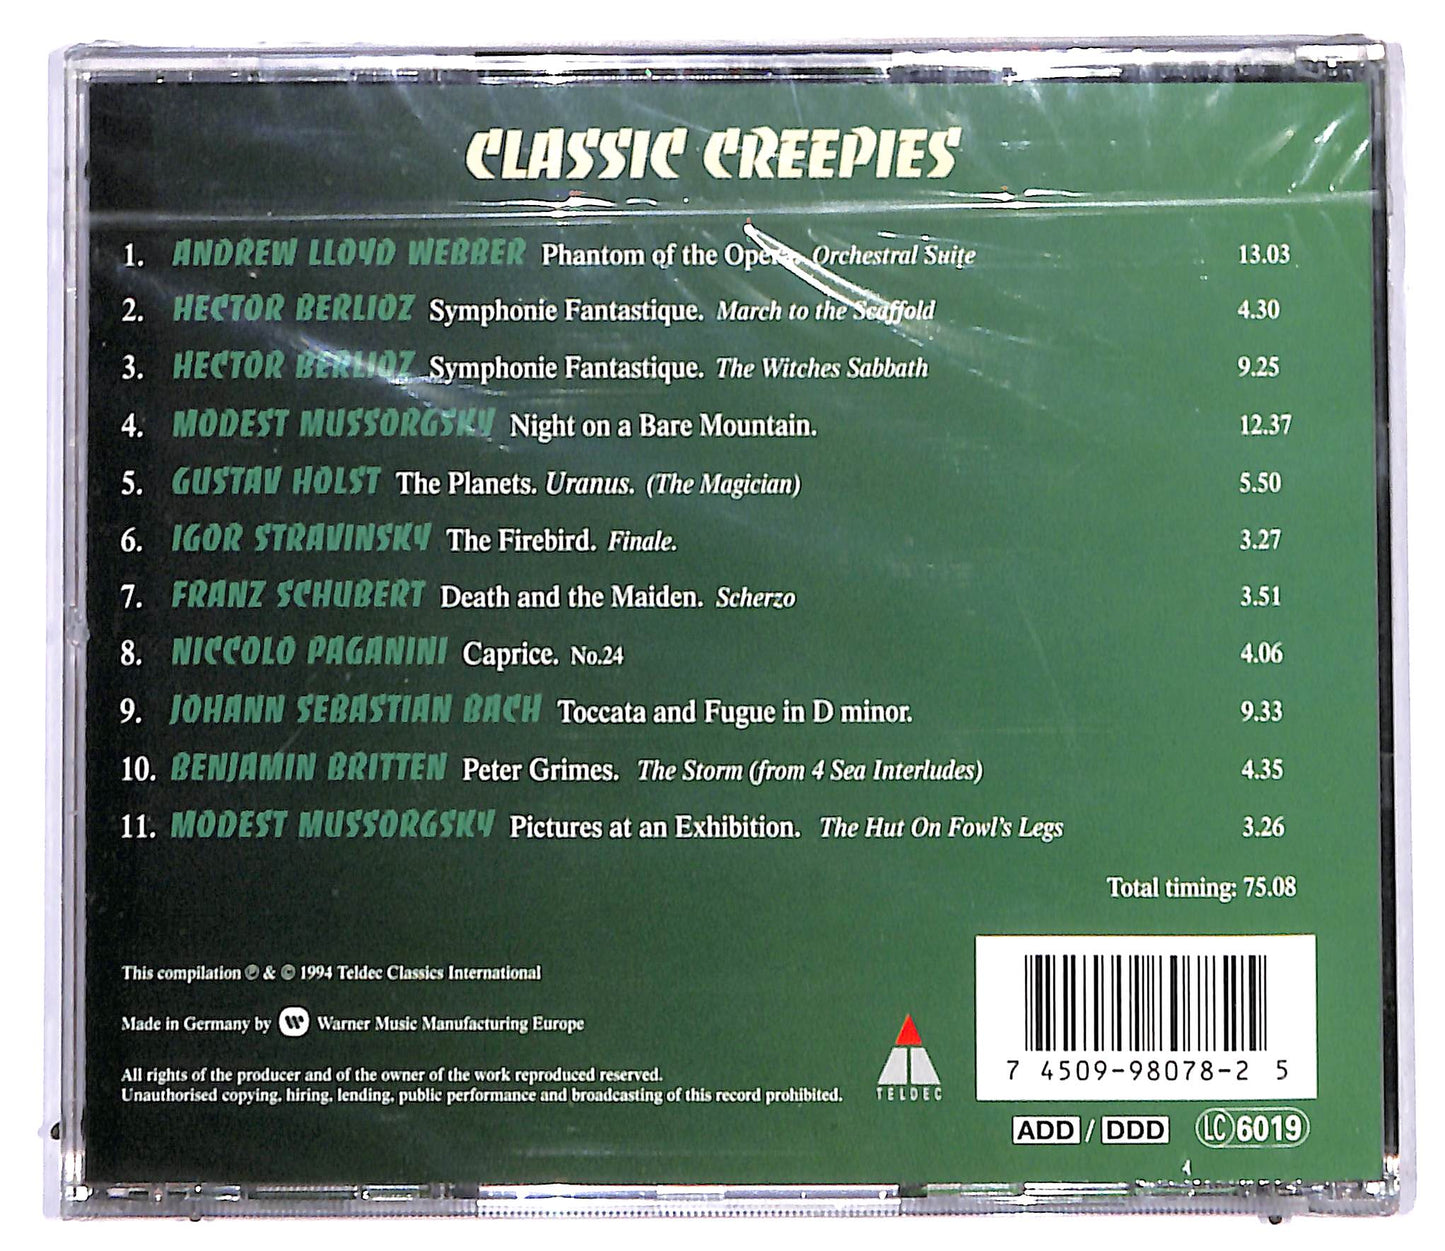 CLASSIC CREEPIES
1. ANDREW LLOYD WEBBER Phantom of the Opera. Orchestral Suite 13.03
2. HECTOR BERLIOZ Symphonie Fantastique. March to the Scaffold 4.30
3. HECTOR BERLIOZ Symphonie Fantastique. The Witches Sabbath 9.25
4. MODEST MUSSORGSKY Night on a Bare Mountain. 12.37
5. GUSTAV HOLST The Planets. Uranus. (The Magician) 5.50
6. IGOR STRAVINSKY The Firebird. Finale. 3.27
7. FRANZ SCHUBERT Death and the Maiden. Scherzo 3.51
8. NICCOLO PAGANINI Caprice. No.24 4.06
9. JOHANN SEBASTIAN BACH Toccata and Fugue in D minor. 9.33
10. BENJAMIN BRITTEN Peter Grimes. The Storm (from 4 Sea Interludes) 4.35
11. MODEST MUSSORGSKY Pictures at an Exhibition. The Hut On Fowl's Legs 3.26
Total timing: 75.08
This compilation ℗ & © 1994 Teldec Classics International
Made in Germany by W Warner Music Manufacturing Europe
All rights of the producer and of the owner of the work reproduced reserved.
Unauthorised copying, hiring, lending, public performance and broadcasting of this record prohibited.
TELDEC
7 4509-98078-2 5
ADD / DDD LC 6019